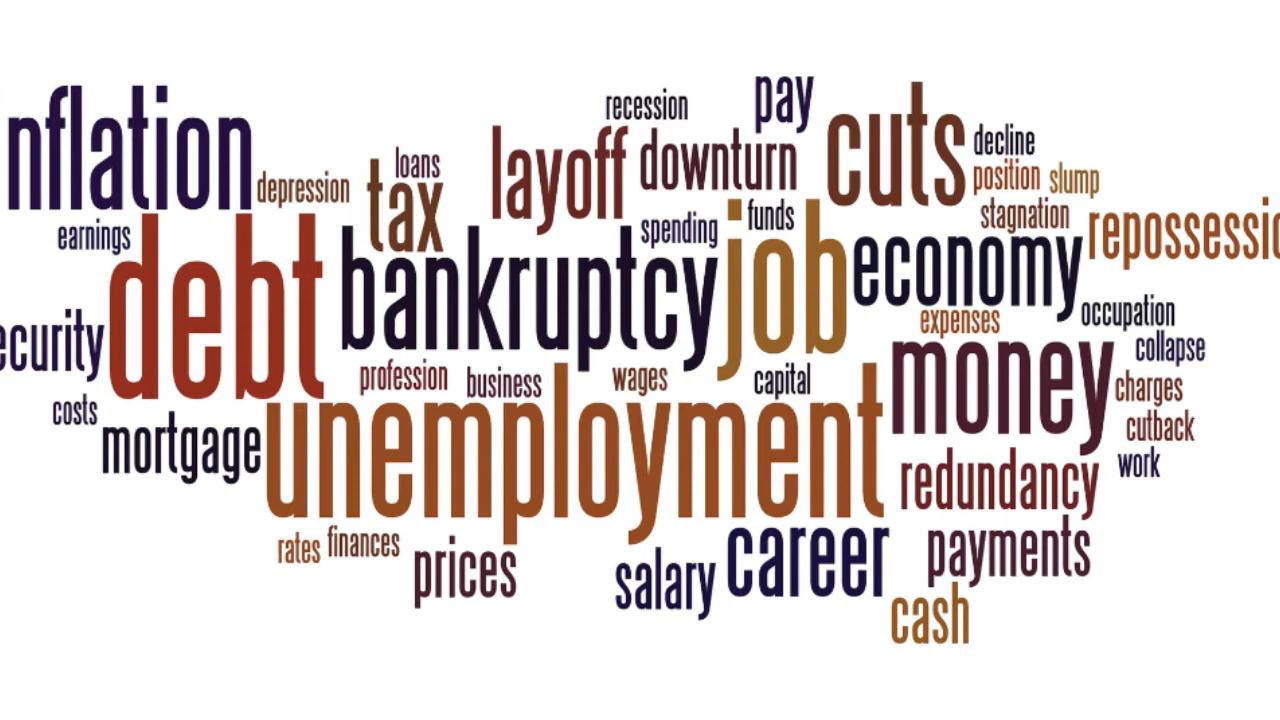 pay
recession
cuts
nflation
layoff
downturn
decline
loans
depression
tax
position
slump
earnings
spending
funds
stagnation
repossessio
debt
bankruptcy
job
economy
ecurity
expenses
occupation
collapse
profession
business
wages
capital
money
charges
costs
mortgage
unemployment
cutback
redundancy
work
rates
finances
prices
salary
career
payments
cash